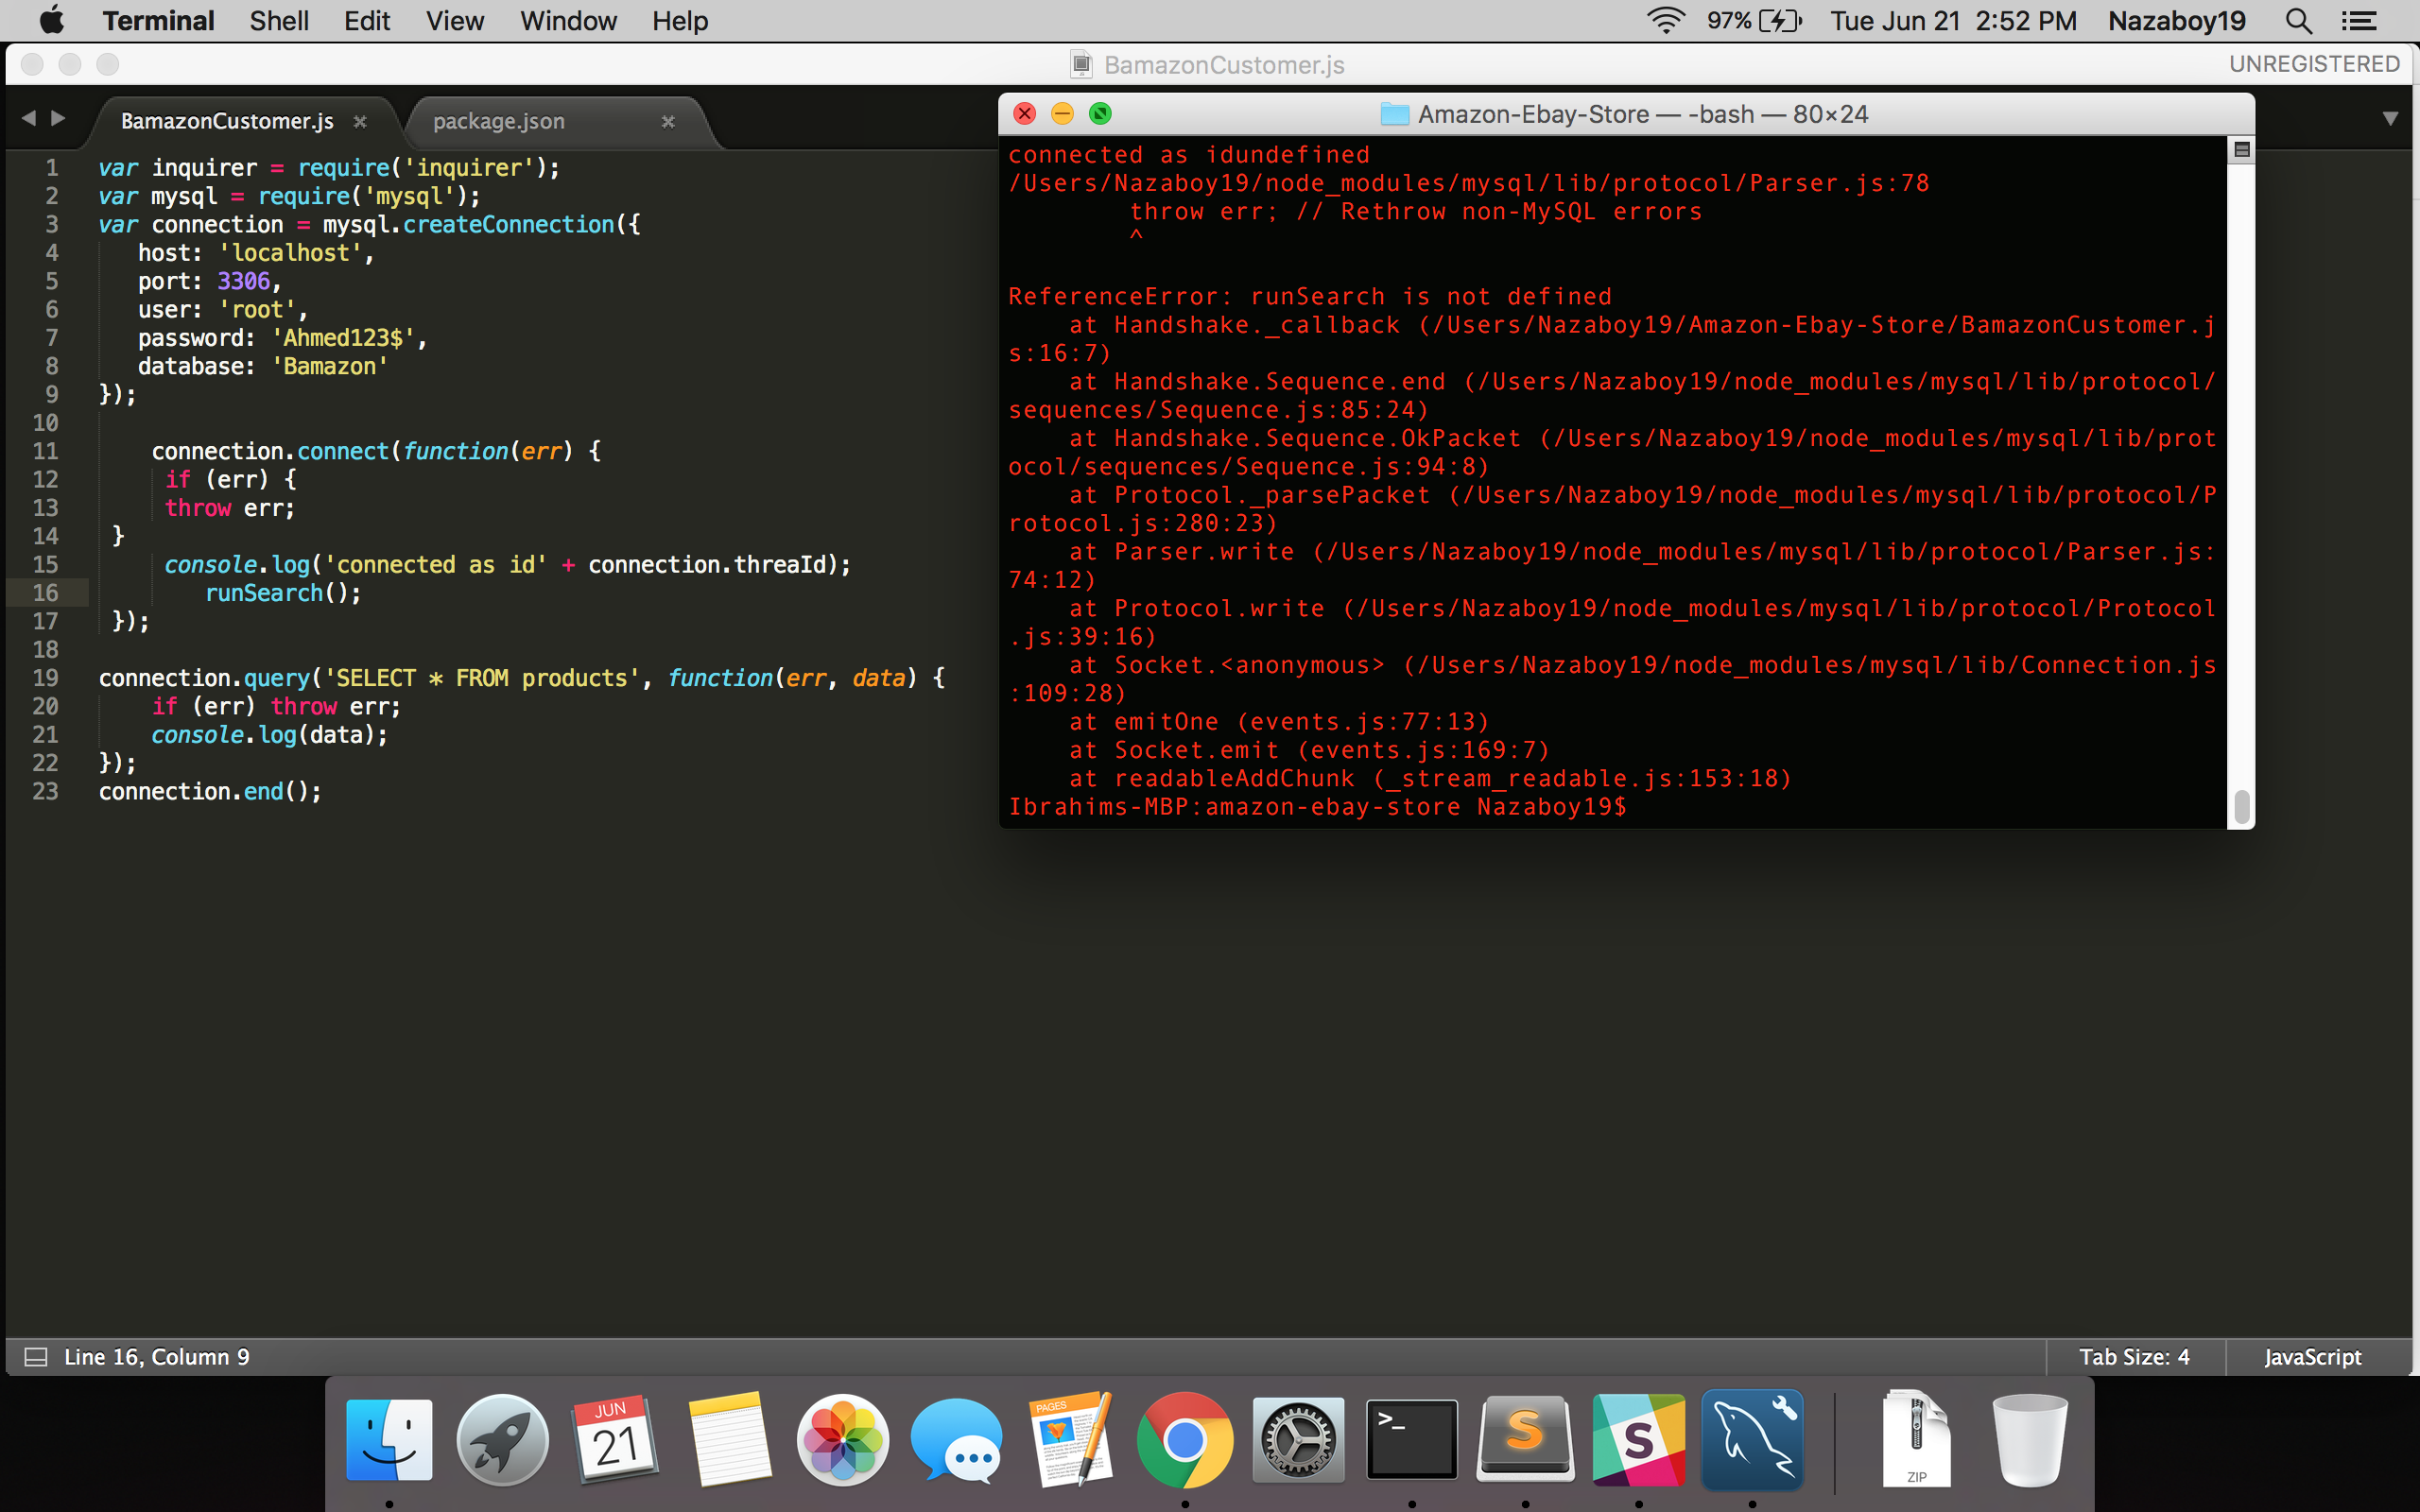 Terminal Shell Edit View Window Help 97% Tue Jun 21 2:52 PM Nazaboy19
BamazonCustomer.js UNREGISTERED
BamazonCustomer.js × package.json ×
1 var inquirer = require('inquirer');
2 var mysql = require('mysql');
3 var connection = mysql.createConnection({
4 host: 'localhost',
5 port: 3306,
6 user: 'root',
7 password: 'Ahmed123$',
8 database: 'Bamazon'
9 });
10
11 connection.connect(function(err) {
12 if (err) {
13 throw err;
14 }
15 console.log('connected as id' + connection.threaId);
16 runSearch();
17 });
18
19 connection.query('SELECT * FROM products', function(err, data) {
20 if (err) throw err;
21 console.log(data);
22 });
23 connection.end();
Amazon-Ebay-Store — -bash — 80×24
connected as idundefined
/Users/Nazaboy19/node_modules/mysql/lib/protocol/Parser.js:78
throw err; // Rethrow non-MySQL errors
^
ReferenceError: runSearch is not defined
at Handshake._callback (/Users/Nazaboy19/Amazon-Ebay-Store/BamazonCustomer.j
s:16:7)
at Handshake.Sequence.end (/Users/Nazaboy19/node_modules/mysql/lib/protocol/
sequences/Sequence.js:85:24)
at Handshake.Sequence.OkPacket (/Users/Nazaboy19/node_modules/mysql/lib/prot
ocol/sequences/Sequence.js:94:8)
at Protocol._parsePacket (/Users/Nazaboy19/node_modules/mysql/lib/protocol/P
rotocol.js:280:23)
at Parser.write (/Users/Nazaboy19/node_modules/mysql/lib/protocol/Parser.js:
74:12)
at Protocol.write (/Users/Nazaboy19/node_modules/mysql/lib/protocol/Protocol
.js:39:16)
at Socket.<anonymous> (/Users/Nazaboy19/node_modules/mysql/lib/Connection.js
:109:28)
at emitOne (events.js:77:13)
at Socket.emit (events.js:169:7)
at readableAddChunk (_stream_readable.js:153:18)
Ibrahims-MBP:amazon-ebay-store Nazaboy19$
Line 16, Column 9 Tab Size: 4 JavaScript
JUN
21
PAGES
>_
S
S
ZIP